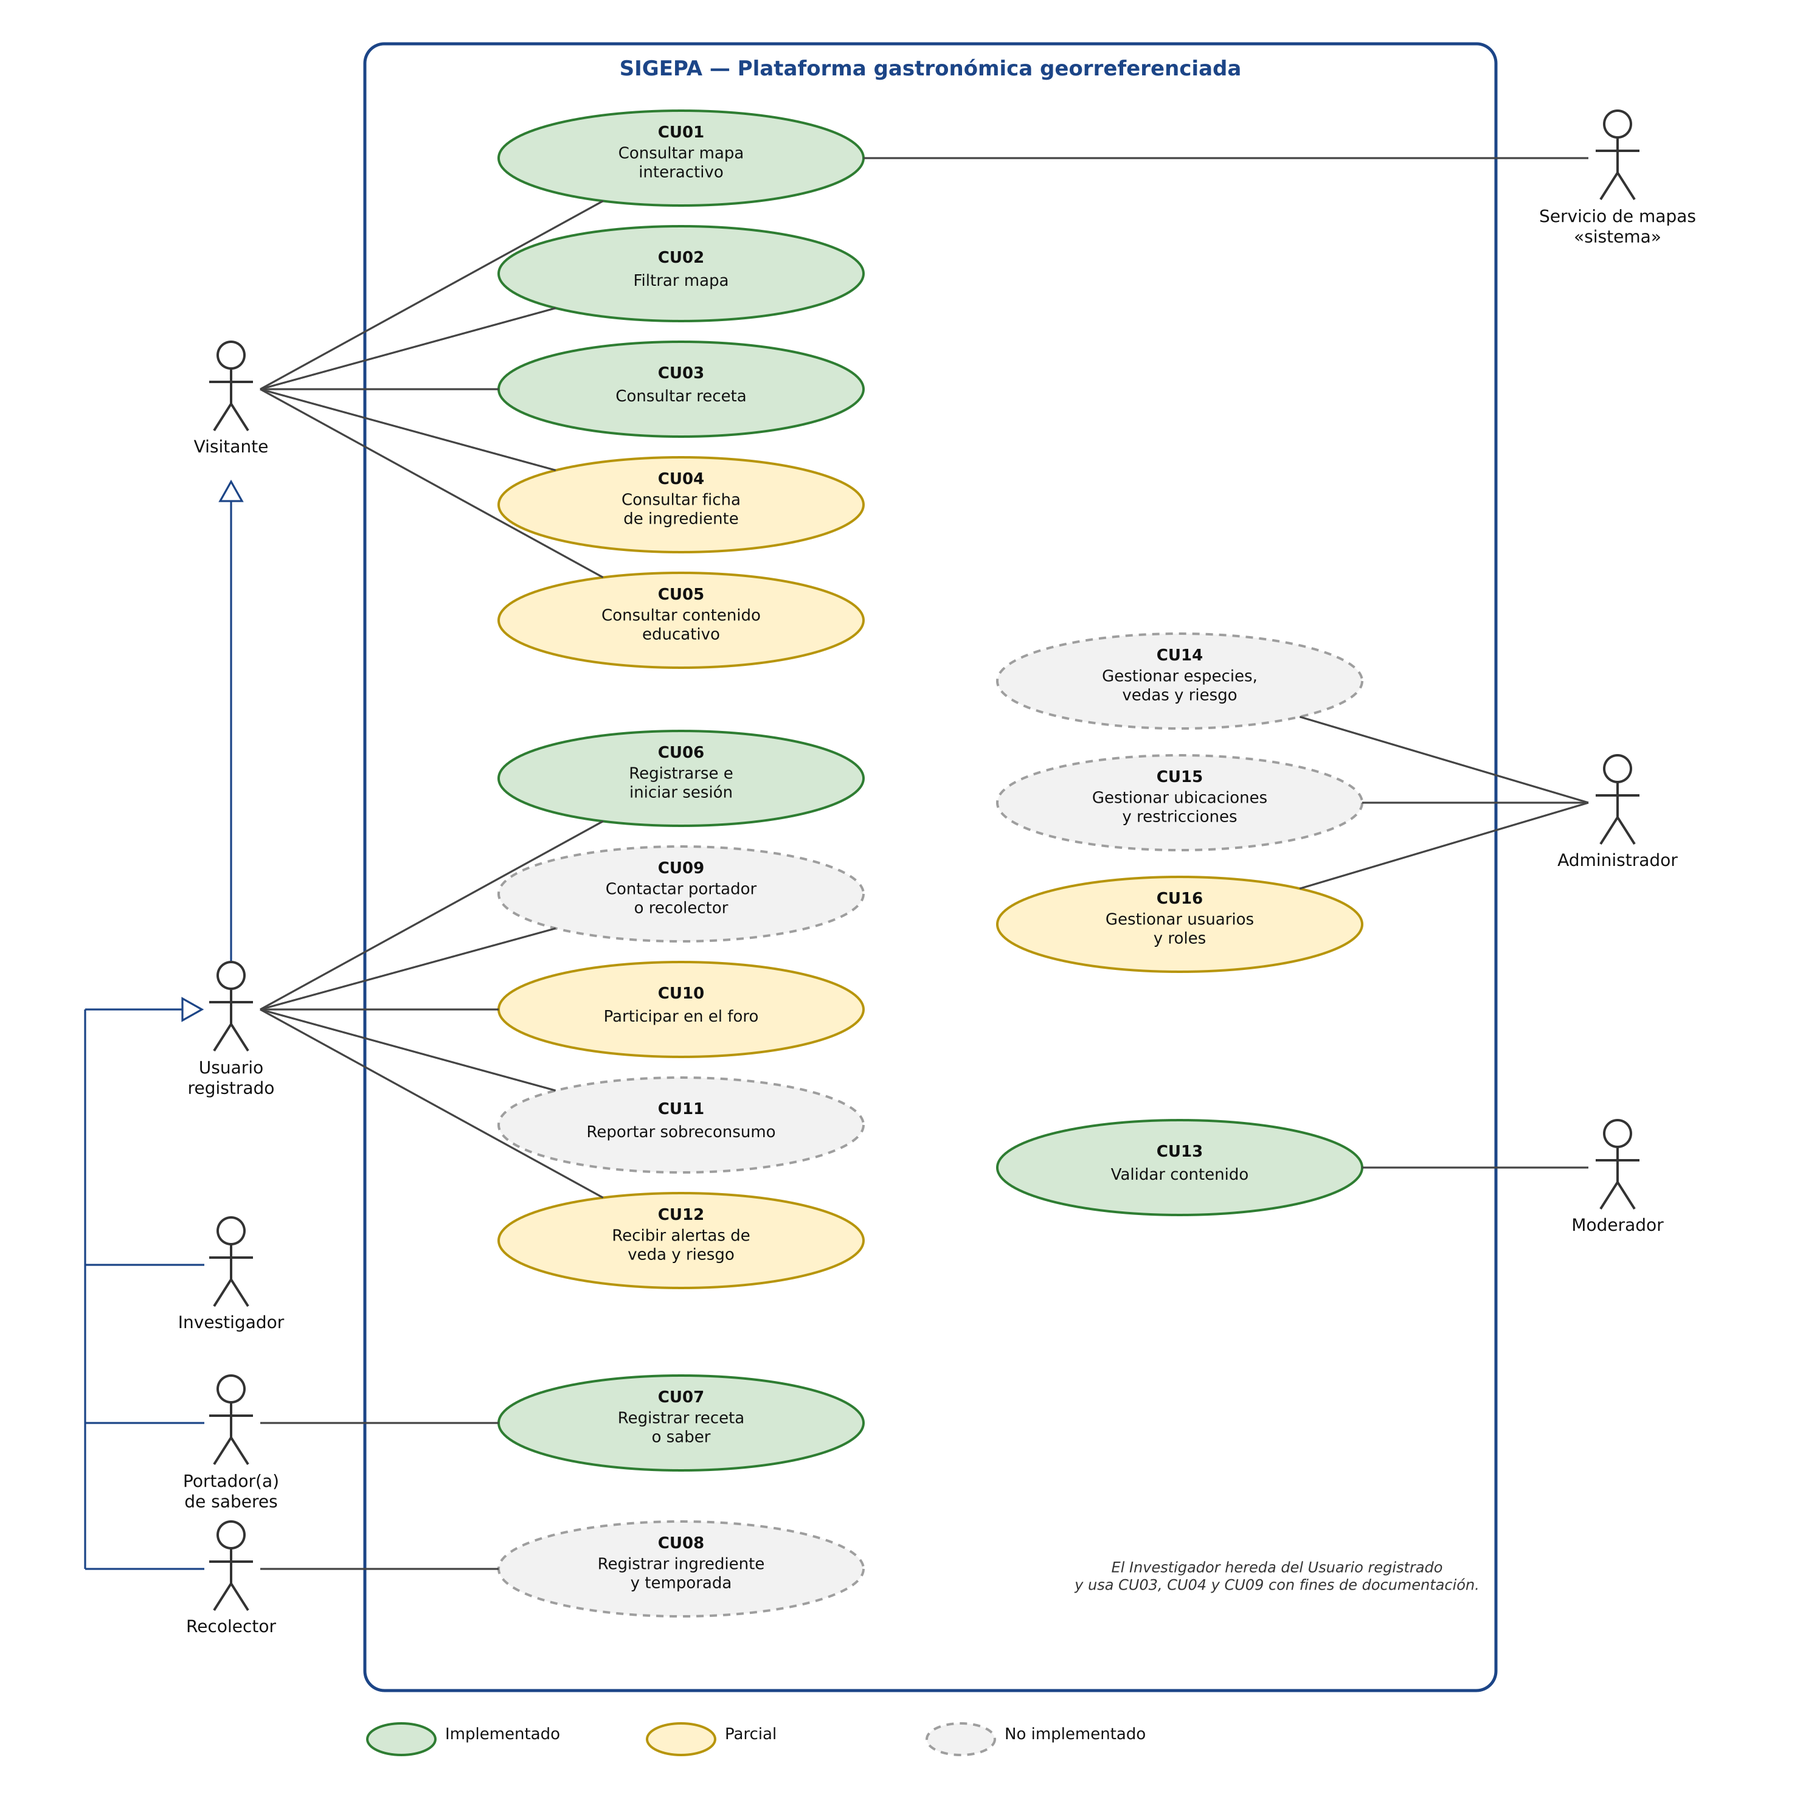 SIGEPA — Plataforma gastronómica georreferenciada
CU01
Consultar mapa
interactivo
Servicio de mapas
«sistema»
CU02
Filtrar mapa
CU03
Consultar receta
Visitante
CU04
Consultar ficha
de ingrediente
CU05
Consultar contenido
educativo
CU14
Gestionar especies,
vedas y riesgo
CU06
Registrarse e
iniciar sesión
CU15
Gestionar ubicaciones
y restricciones
Administrador
CU09
Contactar portador
o recolector
CU16
Gestionar usuarios
y roles
CU10
Participar en el foro
Usuario
registrado
CU11
Reportar sobreconsumo
CU13
Validar contenido
Moderador
CU12
Recibir alertas de
veda y riesgo
Investigador
CU07
Registrar receta
o saber
Portador(a)
de saberes
CU08
Registrar ingrediente
y temporada
Recolector
El Investigador hereda del Usuario registrado
y usa CU03, CU04 y CU09 con fines de documentación.
Implementado
Parcial
No implementado